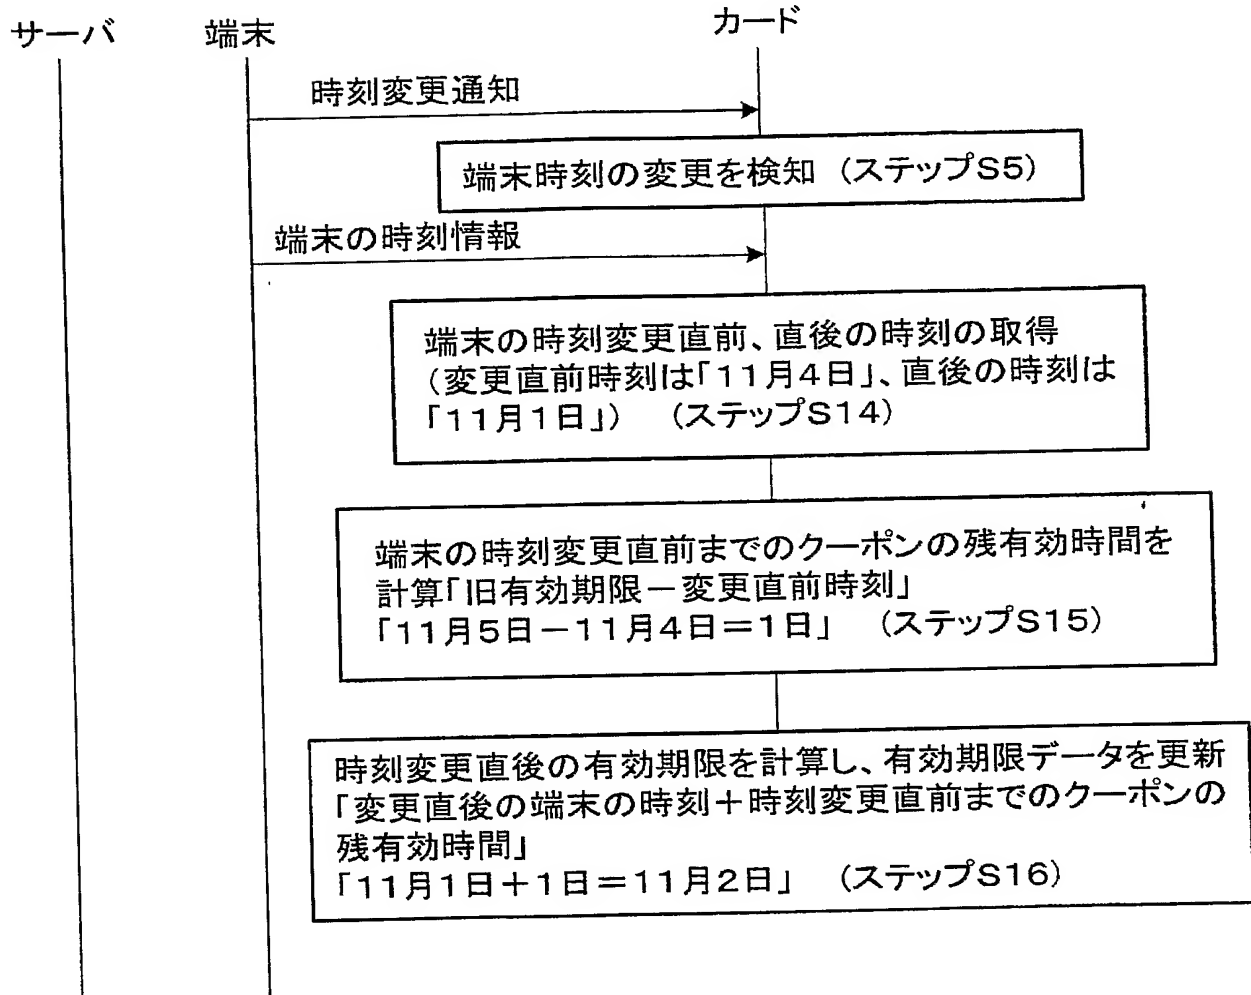 サーバ
端末
カード
時刻変更通知
端末時刻の変更を検知 (ステップS5)
端末の時刻情報
端末の時刻変更直前、直後の時刻の取得
(変更直前時刻は「11月4日」、直後の時刻は
「11月1日」) (ステップS14)
端末の時刻変更直前までのクーポンの残有効時間を
計算「旧有効期限－変更直前時刻」
「11月5日－11月4日＝1日」 (ステップS15)
時刻変更直後の有効期限を計算し、有効期限データを更新
「変更直後の端末の時刻＋時刻変更直前までのクーポンの
残有効時間」
「11月1日＋1日＝11月2日」 (ステップS16)